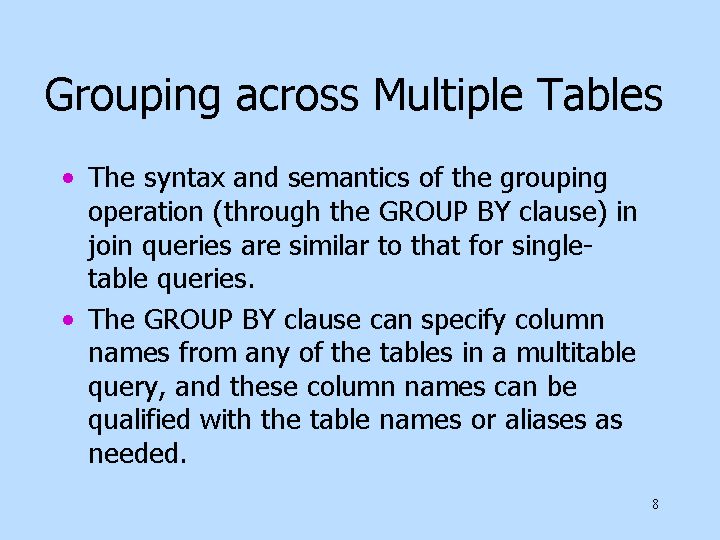 Grouping across Multiple Tables
• The syntax and semantics of the grouping
operation (through the GROUP BY clause) in
join queries are similar to that for single-
table queries.
• The GROUP BY clause can specify column
names from any of the tables in a multitable
query, and these column names can be
qualified with the table names or aliases as
needed.
8